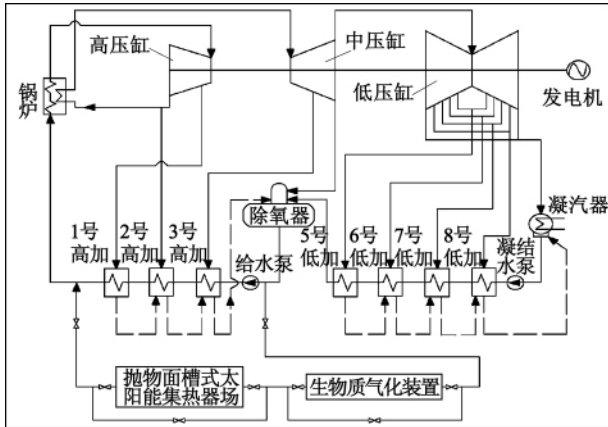 高压缸
中压缸
低压缸
发电机
锅
炉
除氧器
凝汽器
1号
高加
2号
高加
3号
高加
给水泵
5号
低加
6号
低加
7号
低加
8号
低加
凝结
水泵
抛物面槽式太
阳能集热器场
生物质气化装置